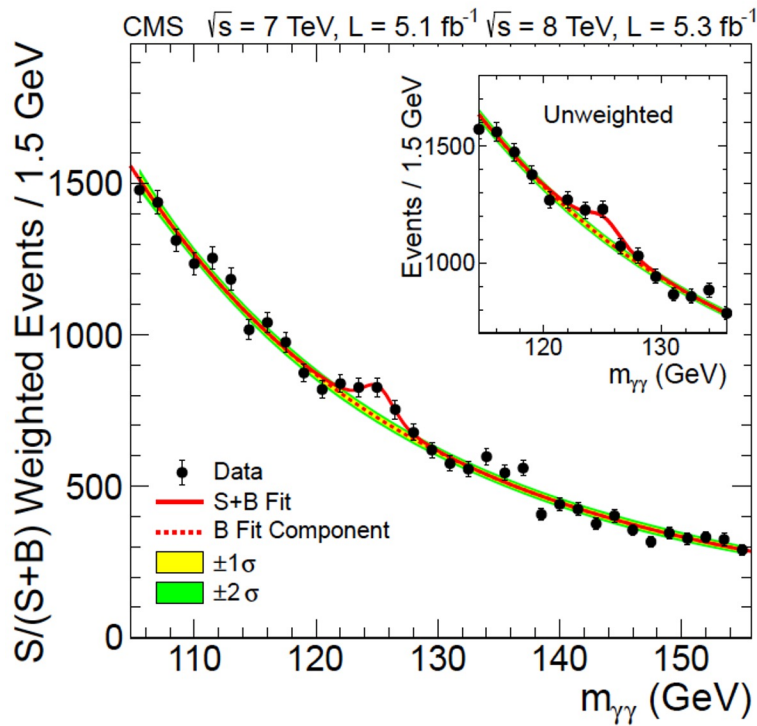 CMS √s = 7 TeV, L = 5.1 fb⁻¹ √s = 8 TeV, L = 5.3 fb⁻¹
S/(S+B) Weighted Events / 1.5 GeV
1500
1000
500
0
110
120
130
140
150
mγγ (GeV)
Data
S+B Fit
B Fit Component
±1σ
±2 σ
Unweighted
Events / 1.5 GeV
1500
1000
120
130
mγγ (GeV)